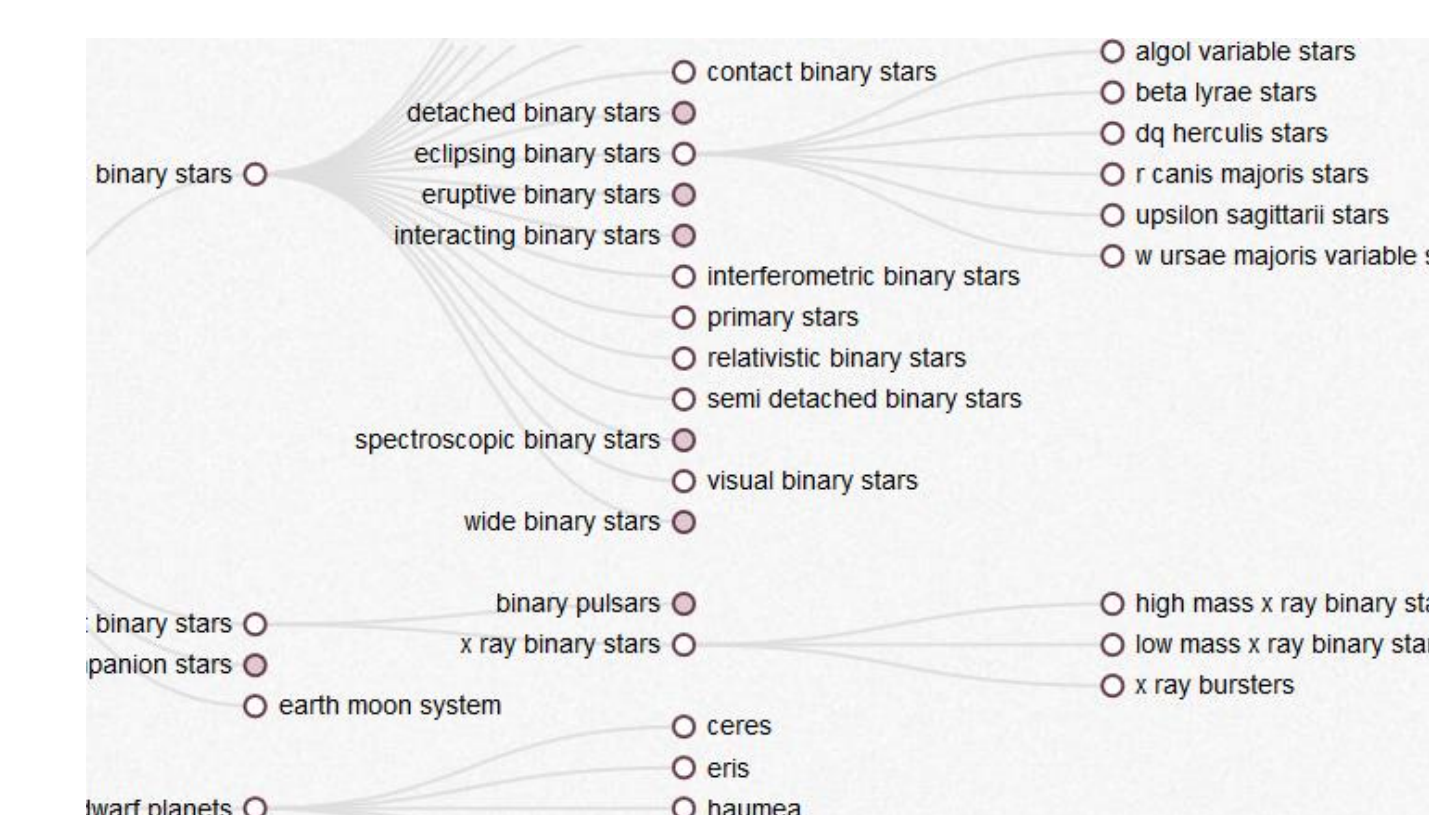 algol variable stars
contact binary stars
beta lyrae stars
detached binary stars
dq herculis stars
eclipsing binary stars
binary stars
r canis majoris stars
eruptive binary stars
upsilon sagittarii stars
interacting binary stars
w ursae majoris variable
interferometric binary stars
primary stars
relativistic binary stars
semi detached binary stars
spectroscopic binary stars
visual binary stars
wide binary stars
binary pulsars
high mass x ray binary
binary stars
x ray binary stars
low mass x ray binary
stars
x ray bursters
earth moon system
ceres
eris
dwarf planets
haumea